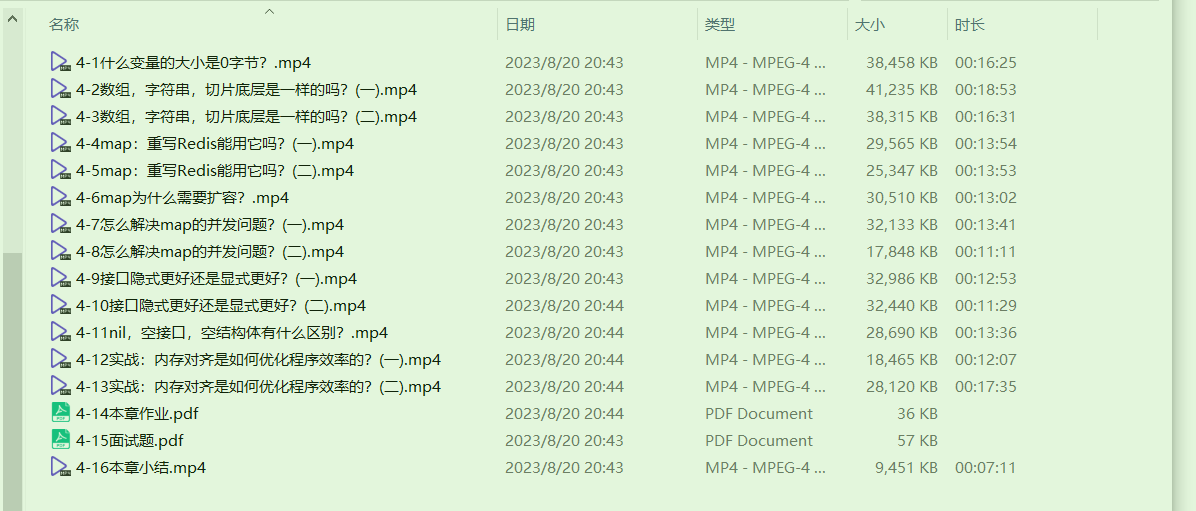 名称 日期 类型 大小 时长
4-1什么变量的大小是0字节？.mp4 2023/8/20 20:43 MP4 - MPEG-4 ... 38,458 KB 00:16:25
4-2数组，字符串，切片底层是一样的吗？(一).mp4 2023/8/20 20:43 MP4 - MPEG-4 ... 41,235 KB 00:18:53
4-3数组，字符串，切片底层是一样的吗？(二).mp4 2023/8/20 20:43 MP4 - MPEG-4 ... 38,315 KB 00:16:31
4-4map：重写Redis能用它吗？(一).mp4 2023/8/20 20:43 MP4 - MPEG-4 ... 29,565 KB 00:13:54
4-5map：重写Redis能用它吗？(二).mp4 2023/8/20 20:43 MP4 - MPEG-4 ... 25,347 KB 00:13:53
4-6map为什么需要扩容？.mp4 2023/8/20 20:43 MP4 - MPEG-4 ... 30,510 KB 00:13:02
4-7怎么解决map的并发问题？(一).mp4 2023/8/20 20:43 MP4 - MPEG-4 ... 32,133 KB 00:13:41
4-8怎么解决map的并发问题？(二).mp4 2023/8/20 20:43 MP4 - MPEG-4 ... 17,848 KB 00:11:11
4-9接口隐式更好还是显式更好？(一).mp4 2023/8/20 20:43 MP4 - MPEG-4 ... 32,986 KB 00:12:53
4-10接口隐式更好还是显式更好？(二).mp4 2023/8/20 20:44 MP4 - MPEG-4 ... 32,440 KB 00:11:29
4-11nil，空接口，空结构体有什么区别？.mp4 2023/8/20 20:44 MP4 - MPEG-4 ... 28,690 KB 00:13:36
4-12实战：内存对齐是如何优化程序效率的？(一).mp4 2023/8/20 20:44 MP4 - MPEG-4 ... 18,465 KB 00:12:07
4-13实战：内存对齐是如何优化程序效率的？(二).mp4 2023/8/20 20:44 MP4 - MPEG-4 ... 28,120 KB 00:17:35
4-14本章作业.pdf 2023/8/20 20:44 PDF Document 36 KB
4-15面试题.pdf 2023/8/20 20:43 PDF Document 57 KB
4-16本章小结.mp4 2023/8/20 20:43 MP4 - MPEG-4 ... 9,451 KB 00:07:11